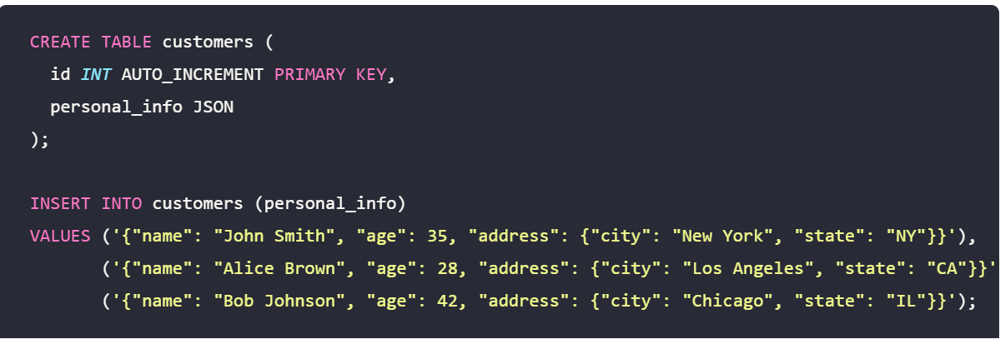 CREATE TABLE customers (
  id INT AUTO_INCREMENT PRIMARY KEY,
  personal_info JSON
);

INSERT INTO customers (personal_info)
VALUES ('{"name": "John Smith", "age": 35, "address": {"city": "New York", "state": "NY"}}'),
       ('{"name": "Alice Brown", "age": 28, "address": {"city": "Los Angeles", "state": "CA"}}'
       ('{"name": "Bob Johnson", "age": 42, "address": {"city": "Chicago", "state": "IL"}}');